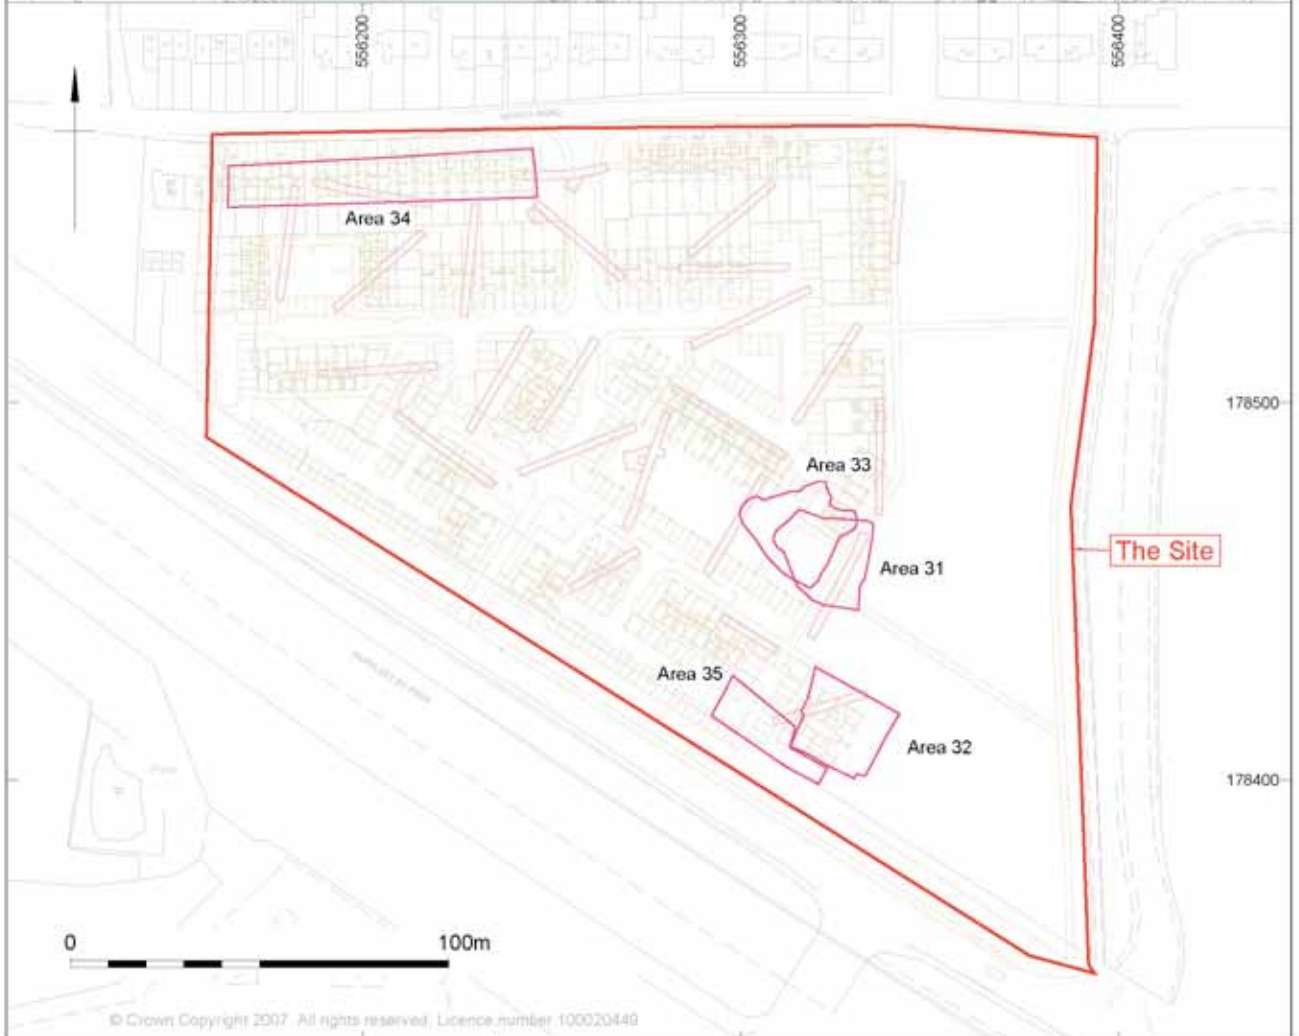 556200
556300
556400
Area 34
178500
Area 33
The Site
Area 31
Area 35
Area 32
178400
0 100m
© Crown Copyright 2007. All rights reserved. Licence number 100020449